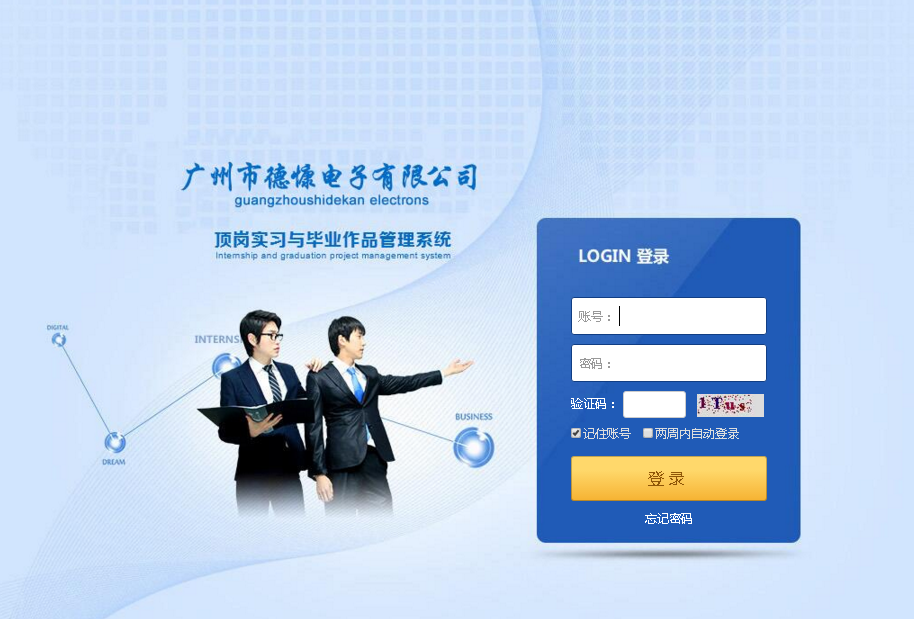 广州市德慷电子有限公司
guangzhoushidekan electrons
顶岗实习与毕业作品管理系统
Internship and graduation project management system
DIGITAL
INTERNS
BUSINESS
DREAM
LOGIN 登录
账号：
密码：
验证码：
1Tus
记住账号 两周内自动登录
登 录
忘记密码